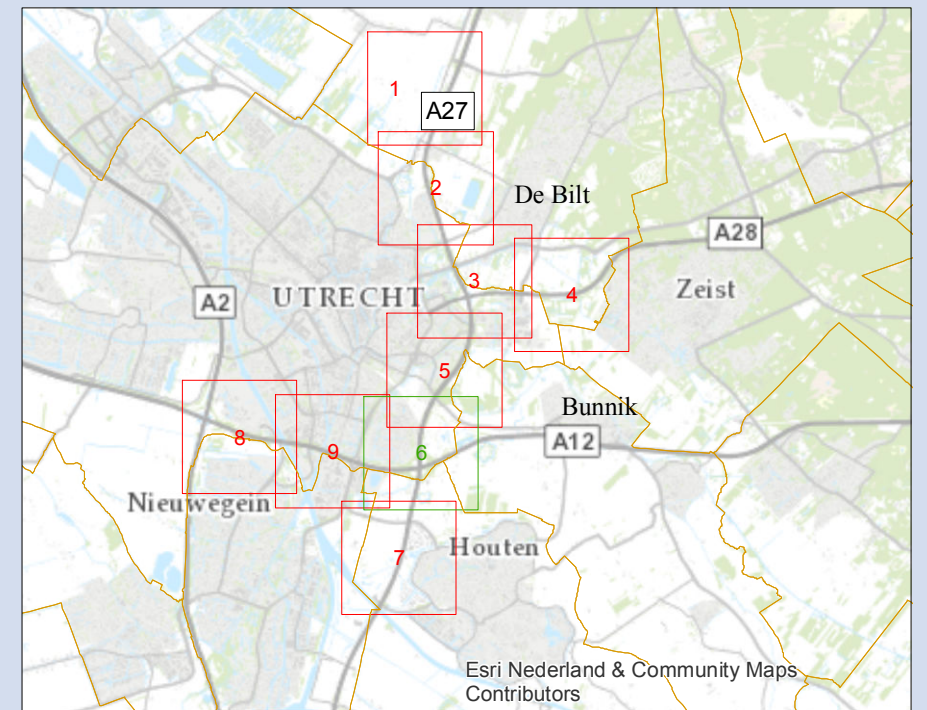 1
A27
2
De Bilt
A28
3
4
Zeist
A2
UTRECHT
5
Bunnik
8
9
6
A12
Nieuwegein
Houten
7
Esri Nederland & Community Maps
Contributors